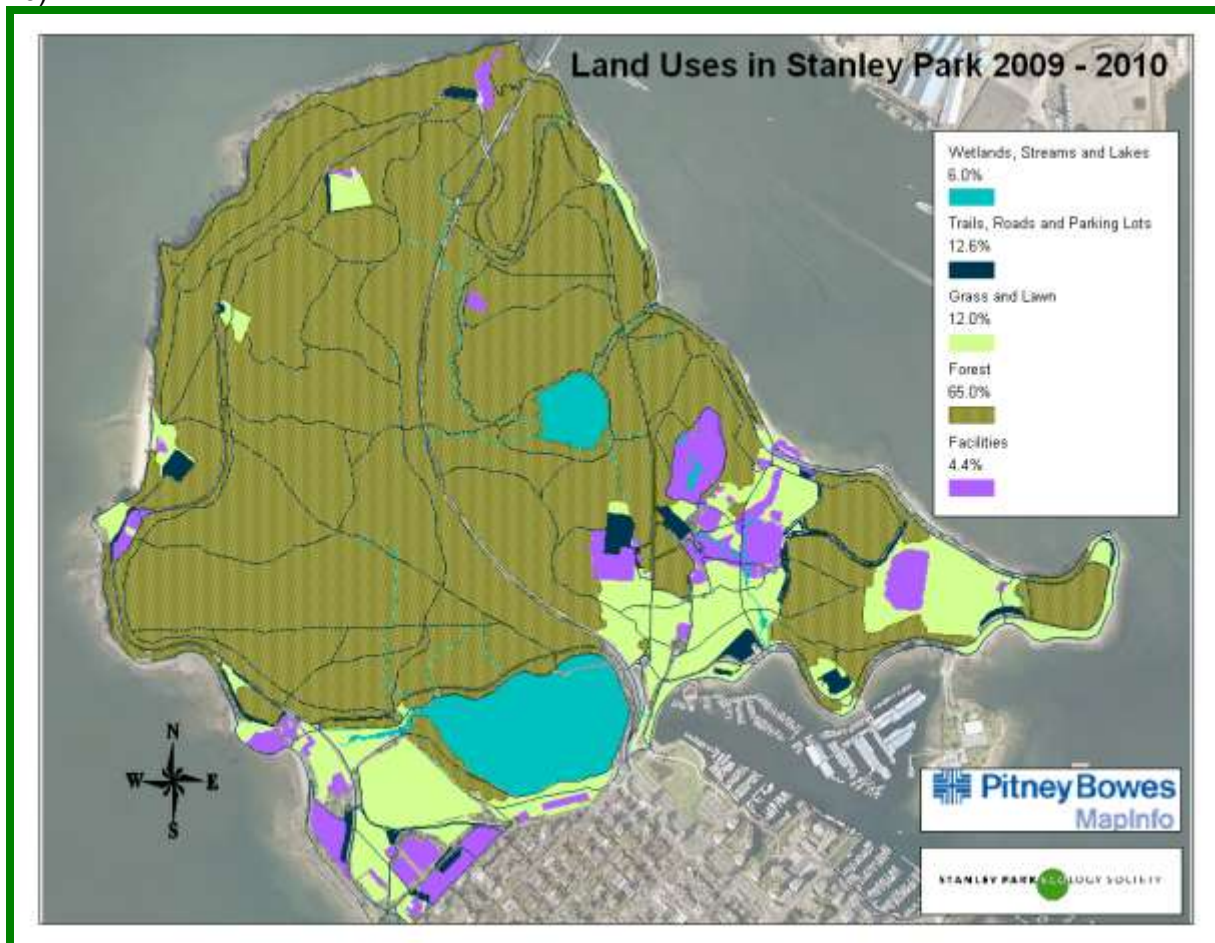 Land Uses in Stanley Park 2009 - 2010
Wetlands, Streams and Lakes
6.0%
Trails, Roads and Parking Lots
12.6%
Grass and Lawn
12.0%
Forest
65.0%
Facilities
4.4%
N
W E
S
Pitney Bowes
MapInfo
STANLEY PARK ECOLOGY SOCIETY